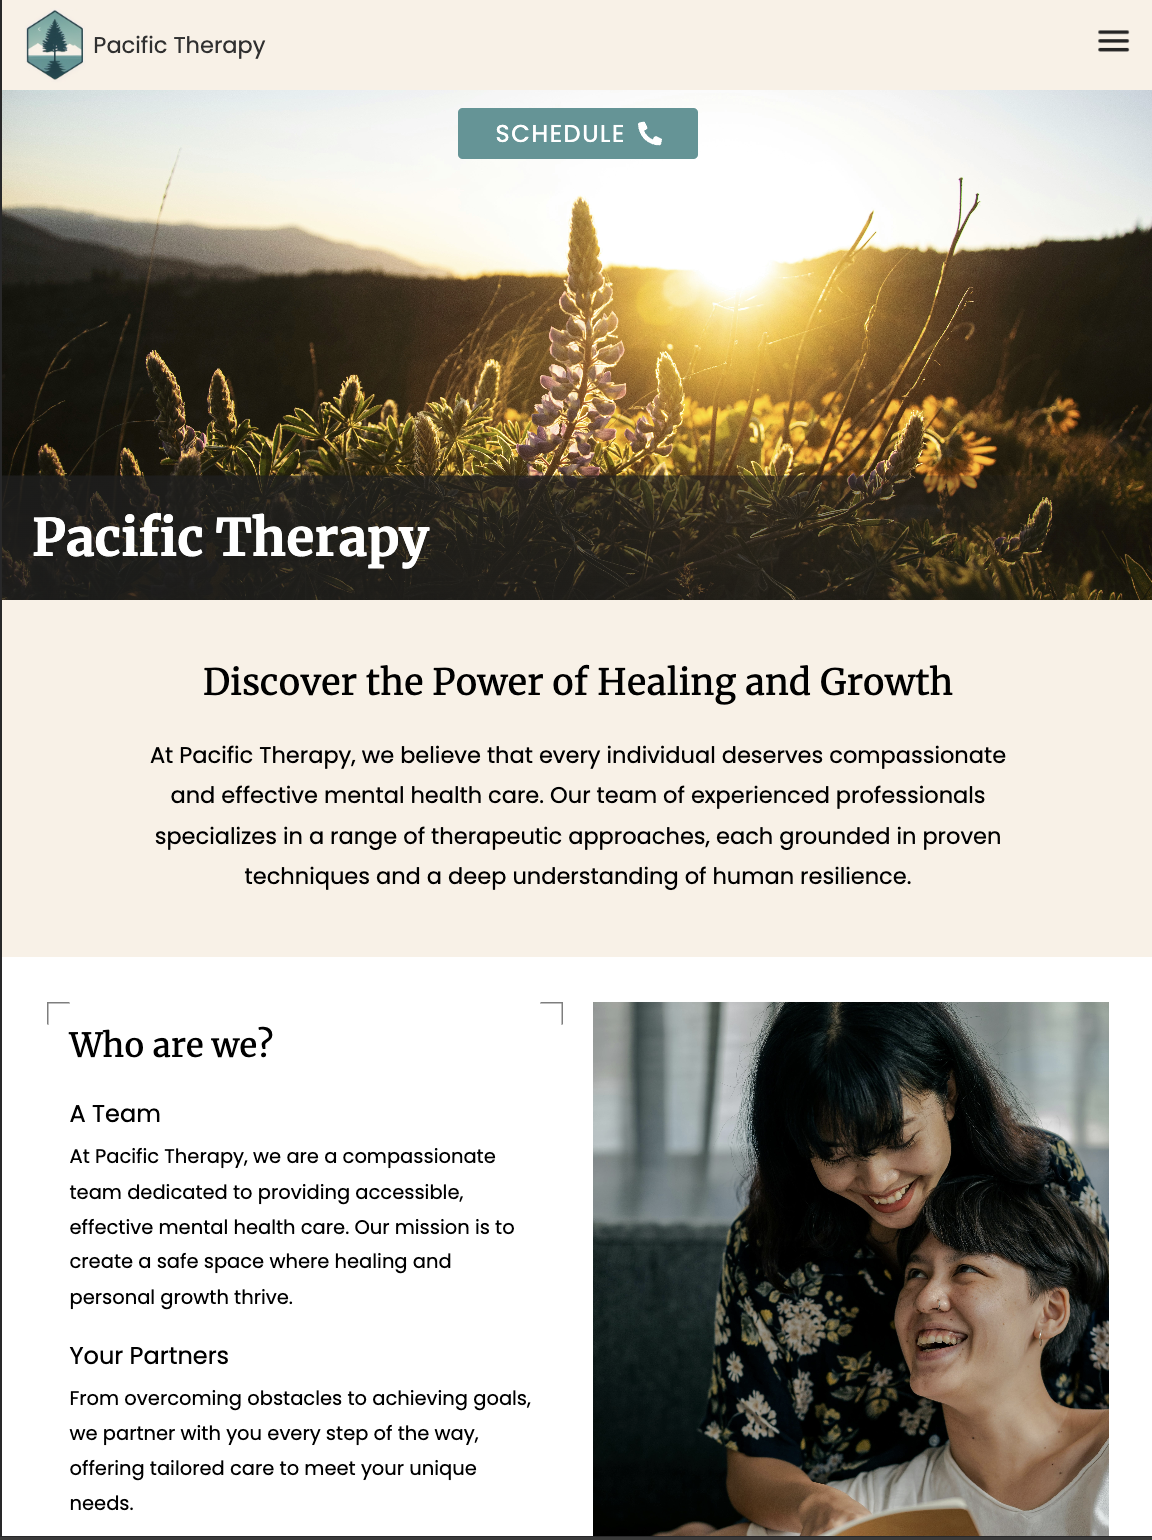 Pacific Therapy
SCHEDULE
Pacific Therapy
Discover the Power of Healing and Growth
At Pacific Therapy, we believe that every individual deserves compassionate
and effective mental health care. Our team of experienced professionals
specializes in a range of therapeutic approaches, each grounded in proven
techniques and a deep understanding of human resilience.
Who are we?
A Team
At Pacific Therapy, we are a compassionate
team dedicated to providing accessible,
effective mental health care. Our mission is to
create a safe space where healing and
personal growth thrive.
Your Partners
From overcoming obstacles to achieving goals,
we partner with you every step of the way,
offering tailored care to meet your unique
needs.